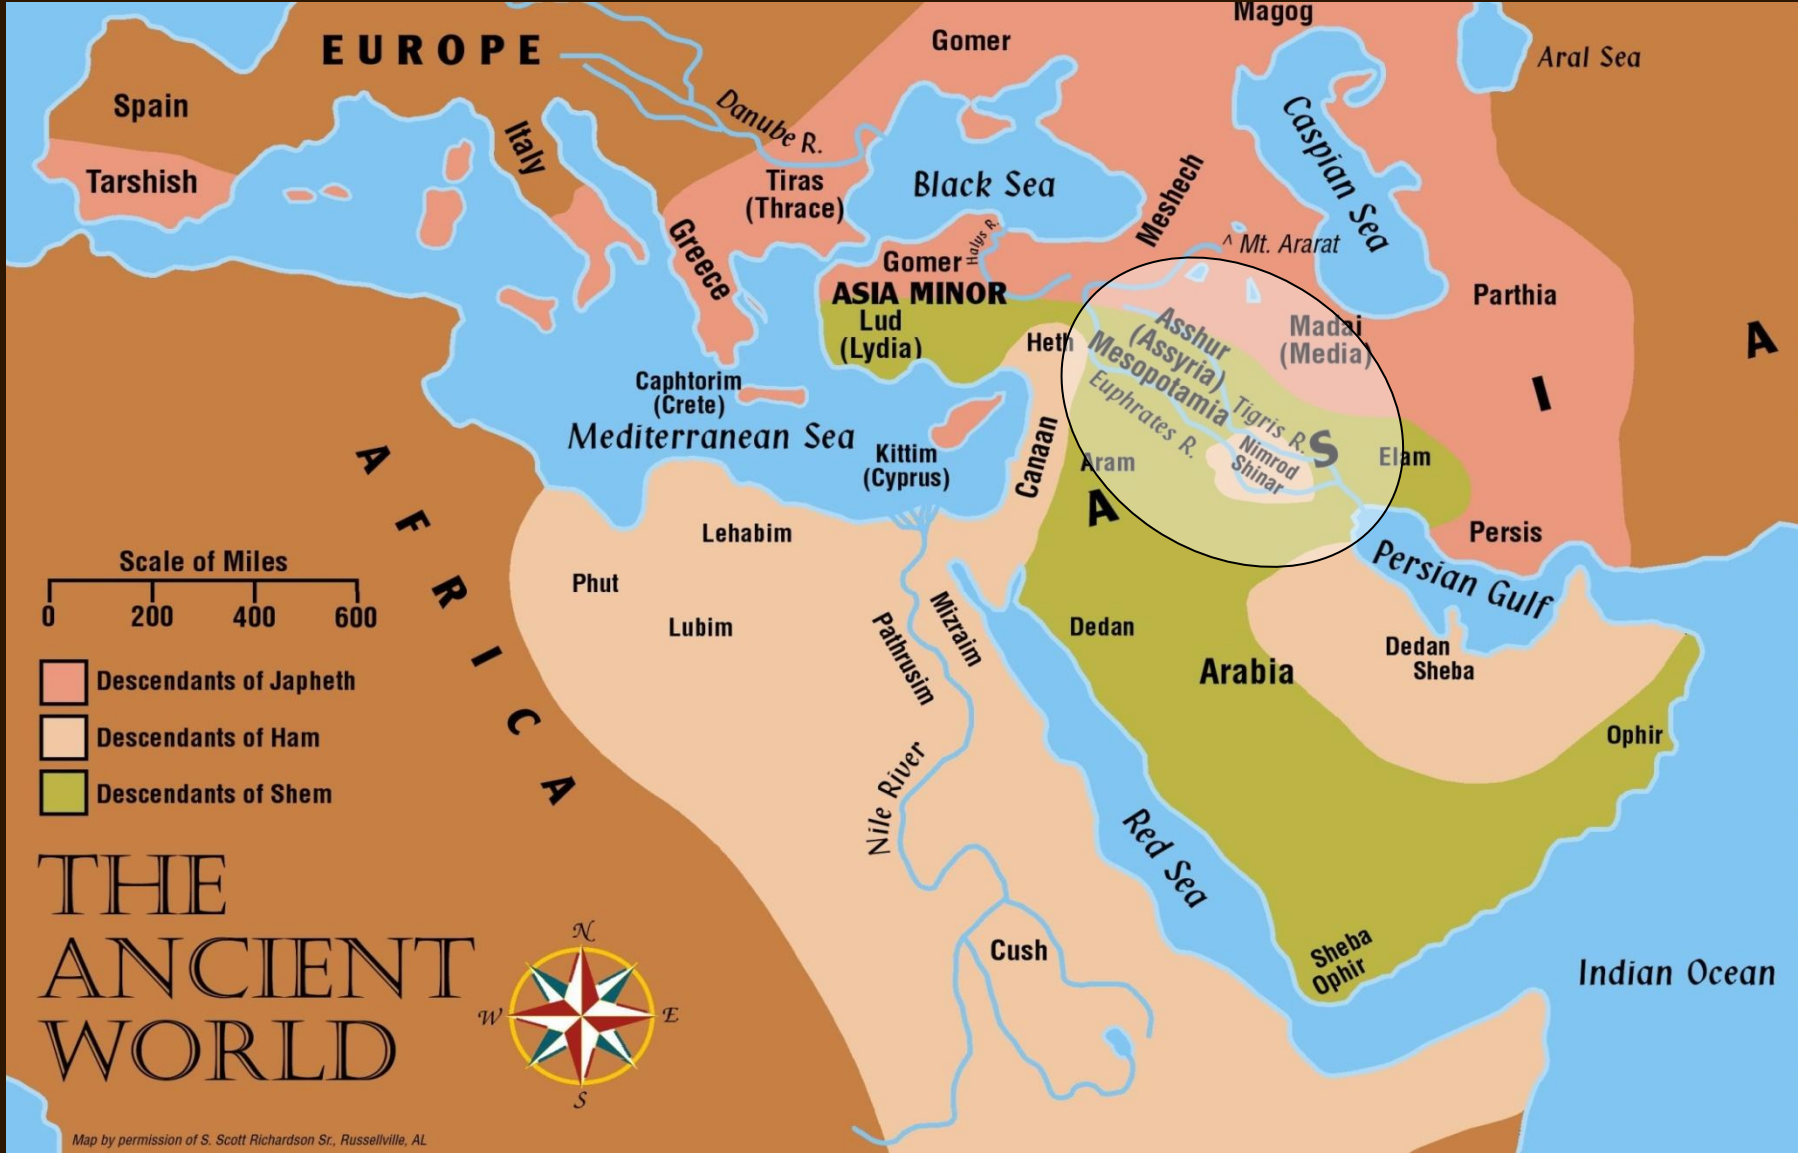 Magog
EUROPE
Gomer
Aral Sea
Spain
Danube R.
Italy
Caspian Sea
Tarshish
Tiras
(Thrace)
Black Sea
Meshech
Greece
Halys R.
^ Mt. Ararat
Gomer
ASIA MINOR
Parthia
Lud
(Lydia)
Heth
Asshur
(Assyria)
Mesopotamia
Madai
(Media)
A
I
Caphtorim
(Crete)
Euphrates R.
Tigris R.
S
Mediterranean Sea
Kittim
(Cyprus)
Canaan
Aram
Nimrod
Shinar
Elam
A
AFRICA
Lehabim
Persis
Scale of Miles
0 200 400 600
Phut
Persian Gulf
Lubim
Pathrusim
Mizraim
Dedan
Arabia
Dedan
Sheba
Descendants of Japheth
Descendants of Ham
Descendants of Shem
Ophir
Nile River
Red Sea
THE
ANCIENT
WORLD
N
W
E
S
Cush
Sheba
Ophir
Indian Ocean
Map by permission of S. Scott Richardson Sr., Russellville, AL